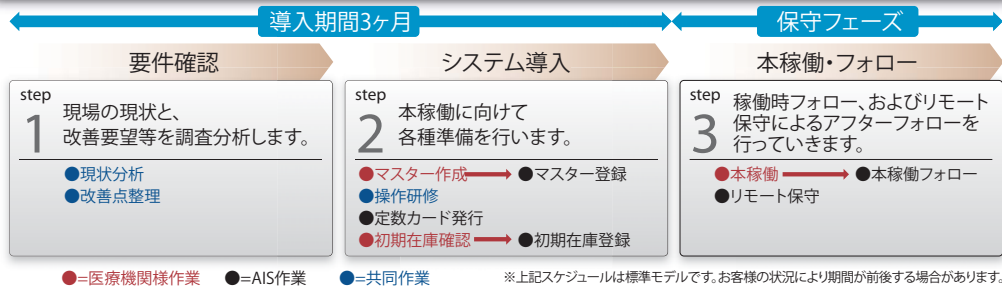 導入期間3ヶ月
保守フェーズ
要件確認
システム導入
本稼働・フォロー
step
1
現場の現状と、
改善要望等を調査分析します。
●現状分析
●改善点整理
step
2
本稼働に向けて
各種準備を行います。
●マスター作成 → ●マスター登録
●操作研修
●定数カード発行
●初期在庫確認 → ●初期在庫登録
step
3
稼働時フォロー、およびリモート
保守によるアフターフォローを
行っていきます。
●本稼働 → ●本稼働フォロー
●リモート保守
●=医療機関様作業 ●=AIS作業 ●=共同作業
※上記スケジュールは標準モデルです。お客様の状況により期間が前後する場合があります。